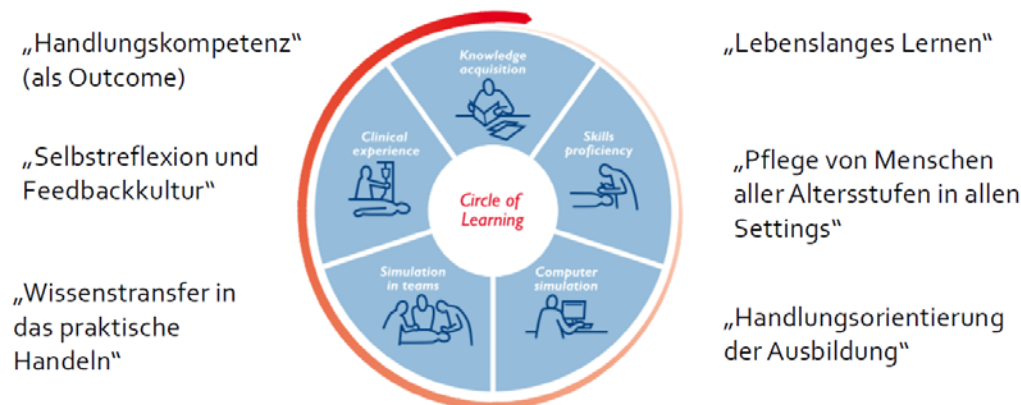 „Handlungskompetenz“
(als Outcome)
„Selbstreflexion und
Feedbackkultur“
„Wissenstransfer in
das praktische
Handeln“
Knowledge
acquisition
Clinical
experience
Skills
proficiency
Circle of
Learning
Simulation
in teams
Computer
simulation
„Lebenslanges Lernen“
„Pflege von Menschen
aller Altersstufen in allen
Settings“
„Handlungsorientierung
der Ausbildung“